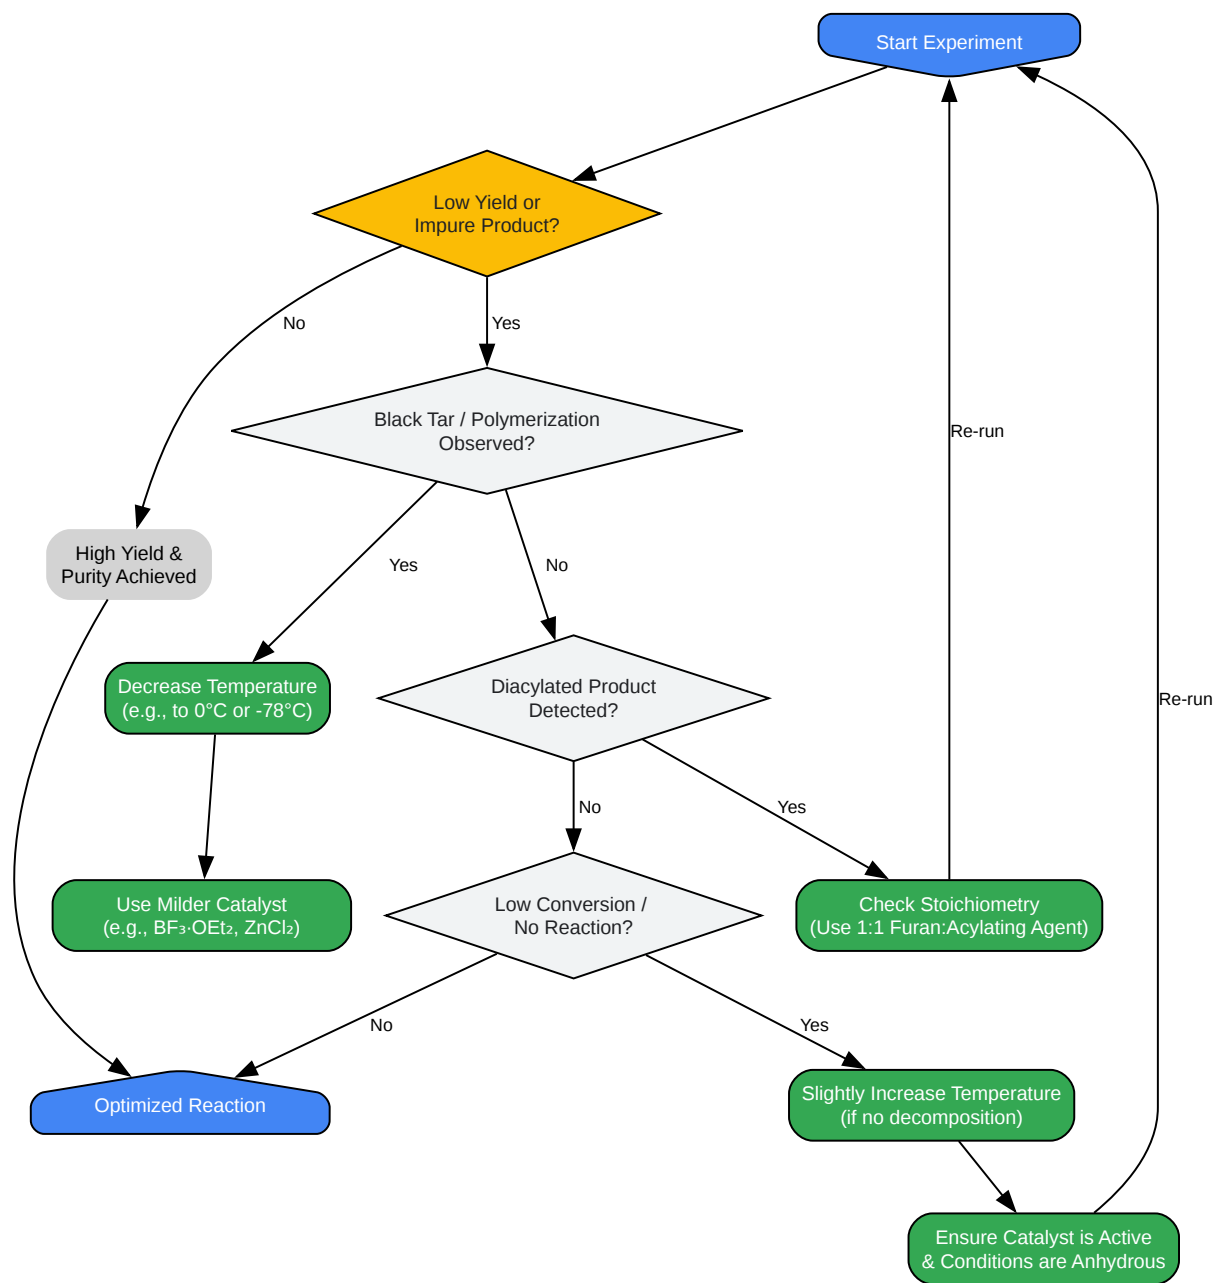 Start Experiment
Low Yield or
Impure Product?
No
Yes
Black Tar / Polymerization
Observed?
Re-run
High Yield &
Purity Achieved
Yes
No
Decrease Temperature
(e.g., to 0°C or -78°C)
Diacylated Product
Detected?
Re-run
No
Yes
Use Milder Catalyst
(e.g., BF₃·OEt₂, ZnCl₂)
Low Conversion /
No Reaction?
Check Stoichiometry
(Use 1:1 Furan:Acylating Agent)
No
Yes
Optimized Reaction
Slightly Increase Temperature
(if no decomposition)
Ensure Catalyst is Active
& Conditions are Anhydrous